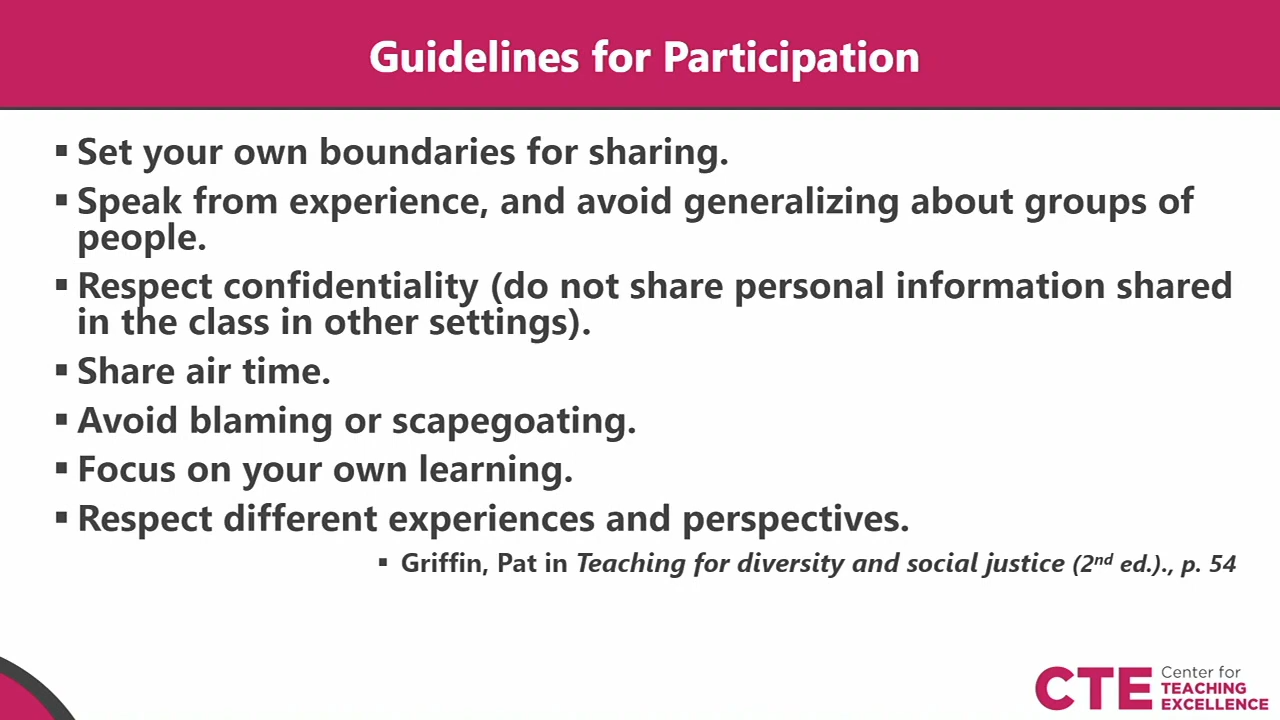 Guidelines for Participation
▪ Set your own boundaries for sharing.
▪ Speak from experience, and avoid generalizing about groups of
people.
▪ Respect confidentiality (do not share personal information shared
in the class in other settings).
▪ Share air time.
▪ Avoid blaming or scapegoating.
▪ Focus on your own learning.
▪ Respect different experiences and perspectives.
▪ Griffin, Pat in Teaching for diversity and social justice (2nd ed.)., p. 54
CTE
Center for
TEACHING
EXCELLENCE